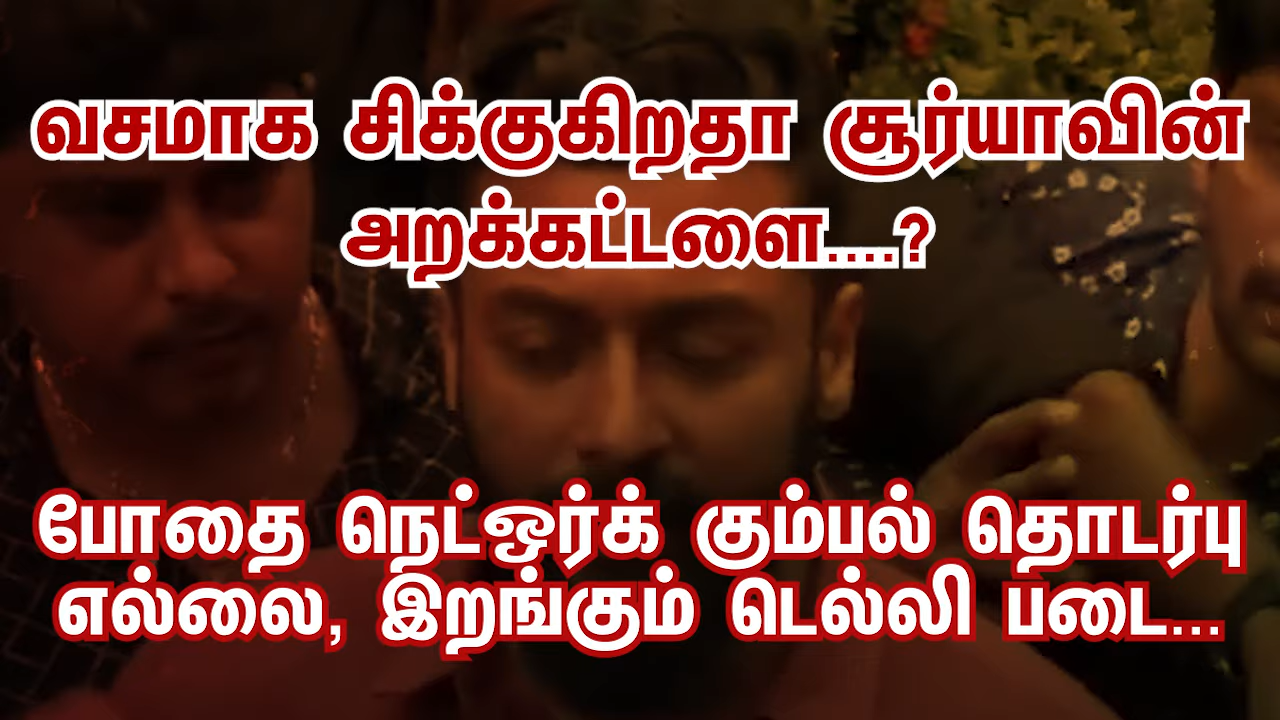 வசமாக சிக்குகிறதா சூர்யாவின்
அறக்கட்டளை....?
போதை நெட்ஒர்க் கும்பல் தொடர்பு
எல்லை, இறங்கும் டெல்லி படை...